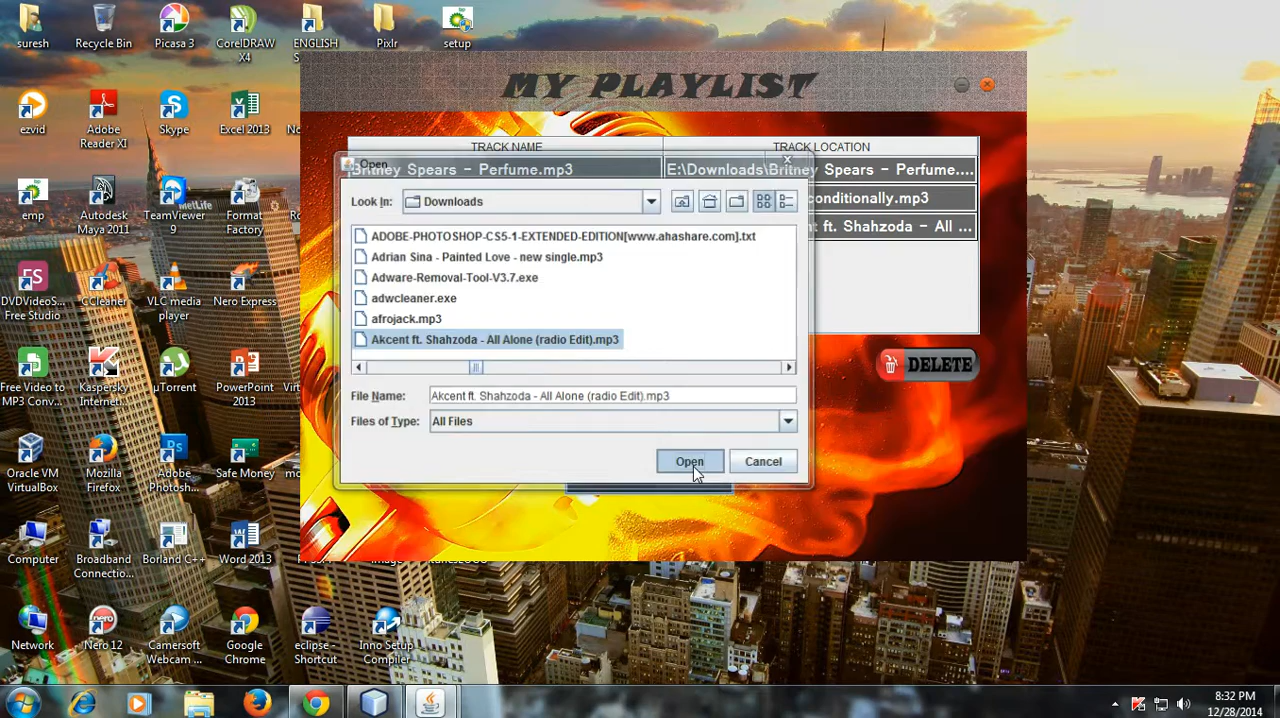 suresh
Recycle Bin
Picasa 3
CorelDRAW
X4
ENGLISH
Pixlr
setup
ezvid
Adobe
Reader XI
Skype
Excel 2013
emp
Autodesk
Maya 2011
TeamViewer
9
Format
Factory
MetLife
DVDVideoS...
Free Studio
CCleaner
VLC media
player
Nero Express
Free Video to
MP3 Conv...
Kaspersky
Internet...
µTorrent
PowerPoint
2013
Oracle VM
VirtualBox
Mozilla
Firefox
Adobe
Photosh...
Safe Money
Computer
Broadband
Connectio...
Borland C++
Word 2013
Network
Nero 12
Camersoft
Webcam ...
Google
Chrome
eclipse -
Shortcut
Inno Setup
Compiler
MY PLAYLIST
TRACK NAME
TRACK LOCATION
Britney Spears - Perfume.mp3
E:\Downloads\Britney Spears - Perfume....
conditionally.mp3
ft. Shahzoda - All ...
DELETE
Open
Look In:
Downloads
ADOBE-PHOTOSHOP-CS5-1-EXTENDED-EDITION[www.ahashare.com].txt
Adrian Sina - Painted Love - new single.mp3
Adware-Removal-Tool-V3.7.exe
adwcleaner.exe
afrojack.mp3
Akcent ft. Shahzoda - All Alone (radio Edit).mp3
File Name:
Akcent ft. Shahzoda - All Alone (radio Edit).mp3
Files of Type:
All Files
Open
Cancel
8:32 PM
12/28/2014